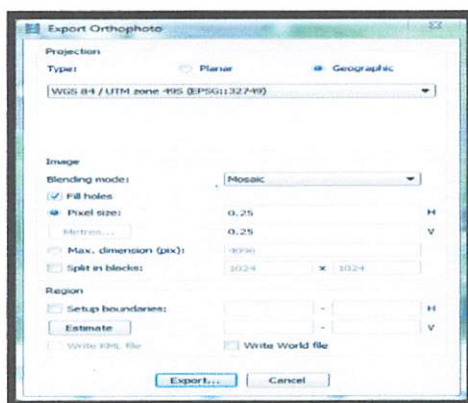 Export Orthophoto
Projection
Type: Planar Geographic
WGS 84 / UTM zone 49S (EPSG::32749)
Image
Blending mode: Mosaic
Fill holes
Pixel size: 0.25 H
Metres... 0.25 V
Max. dimension (pix): 4096
Split in blocks: 1024 x 1024
Region
Setup boundaries: - H
Estimate - V
Write KML file Write World file
Export... Cancel